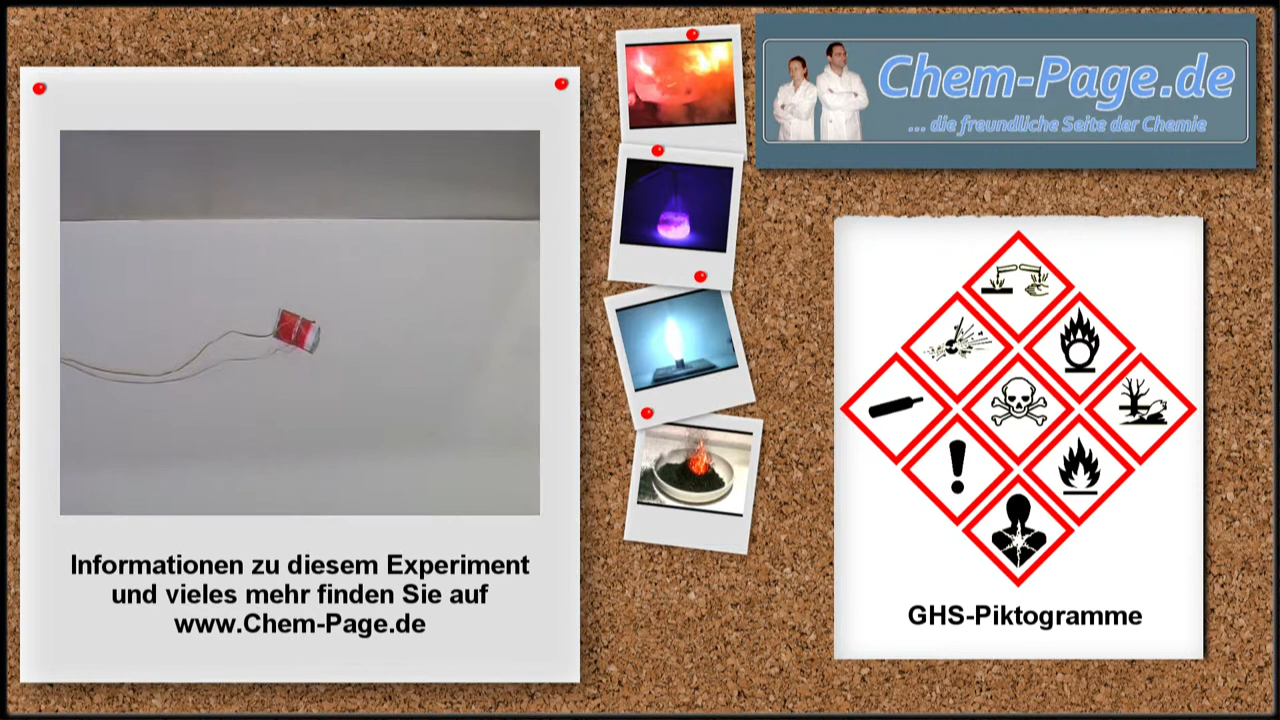 Chem-Page.de
... die freundliche Seite der Chemie
Informationen zu diesem Experiment
und vieles mehr finden Sie auf
www.Chem-Page.de
GHS-Piktogramme